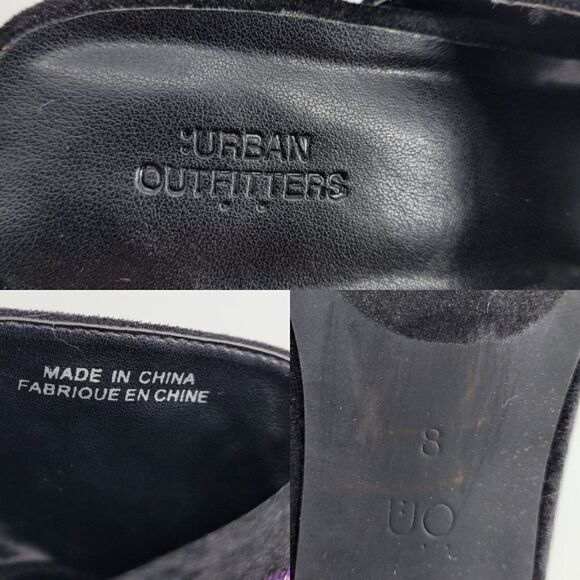 URBAN
OUTFITTERS
MADE IN CHINA
FABRIQUE EN CHINE
8
UO